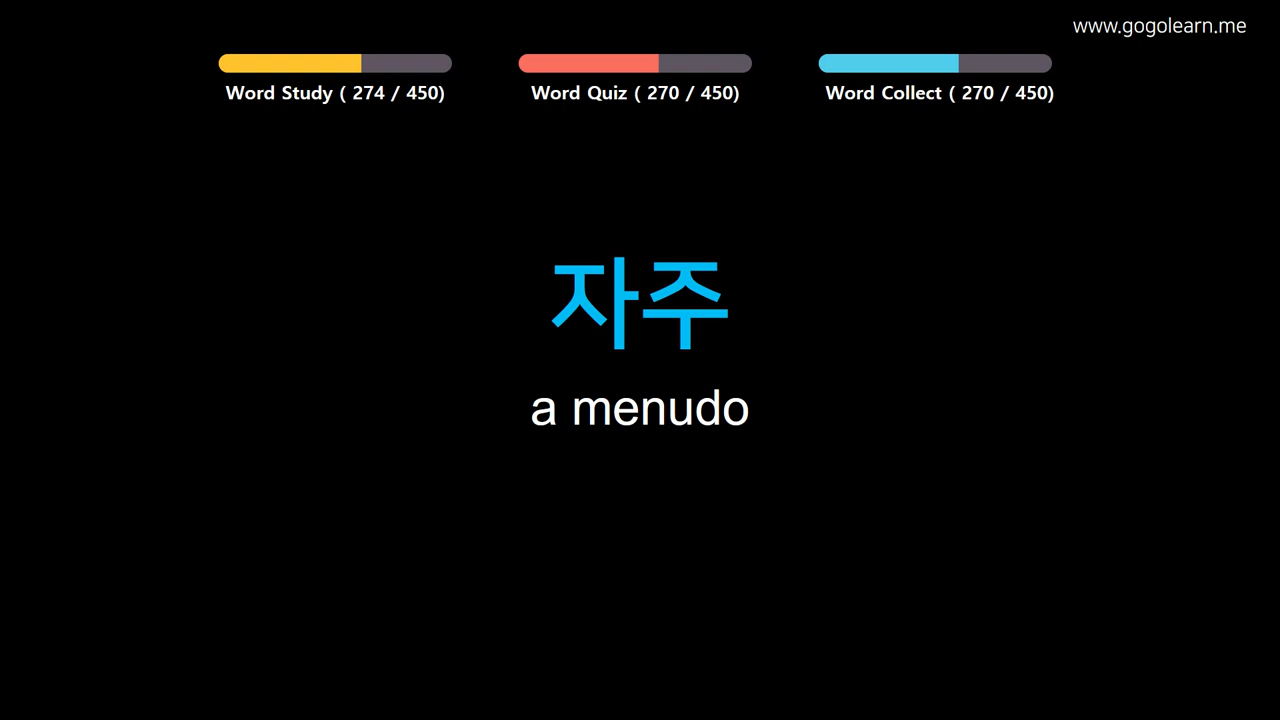 www.gogolearn.me
Word Study ( 274 / 450)
Word Quiz ( 270 / 450)
Word Collect ( 270 / 450)
자주
a menudo